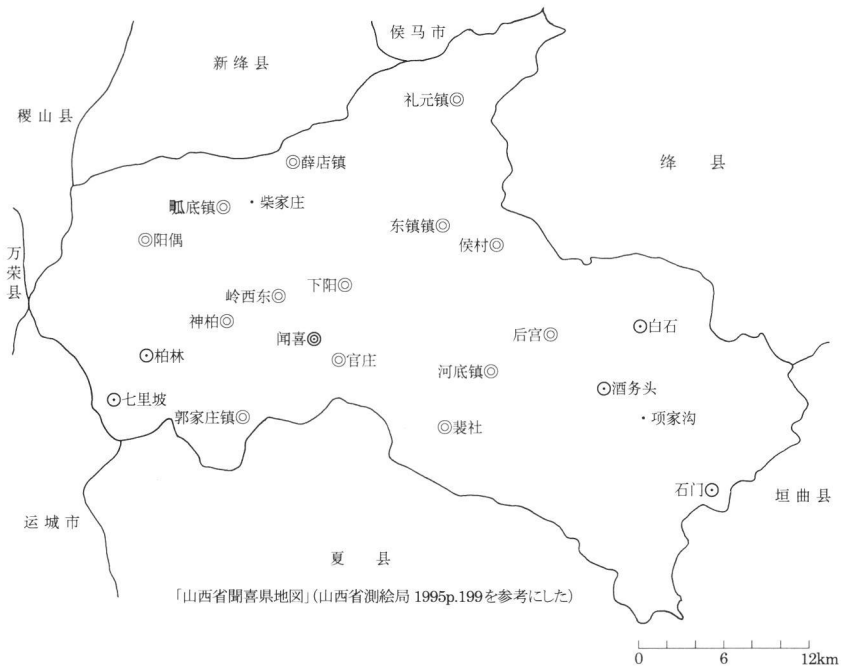 侯马市
新绛县
礼元镇
稷山县
薛店镇
绛 县
柴家庄
底镇
东镇镇
阳偶
侯村
万荣县
下阳
岭西东
神柏
白石
闻喜
后宫
柏林
官庄
河底镇
酒务头
七里坡
郭家庄镇
项家沟
裴社
石门
垣曲县
运城市
夏 县
「山西省聞喜県地図」(山西省測絵局 1995p.199を参考にした)
0 6 12km